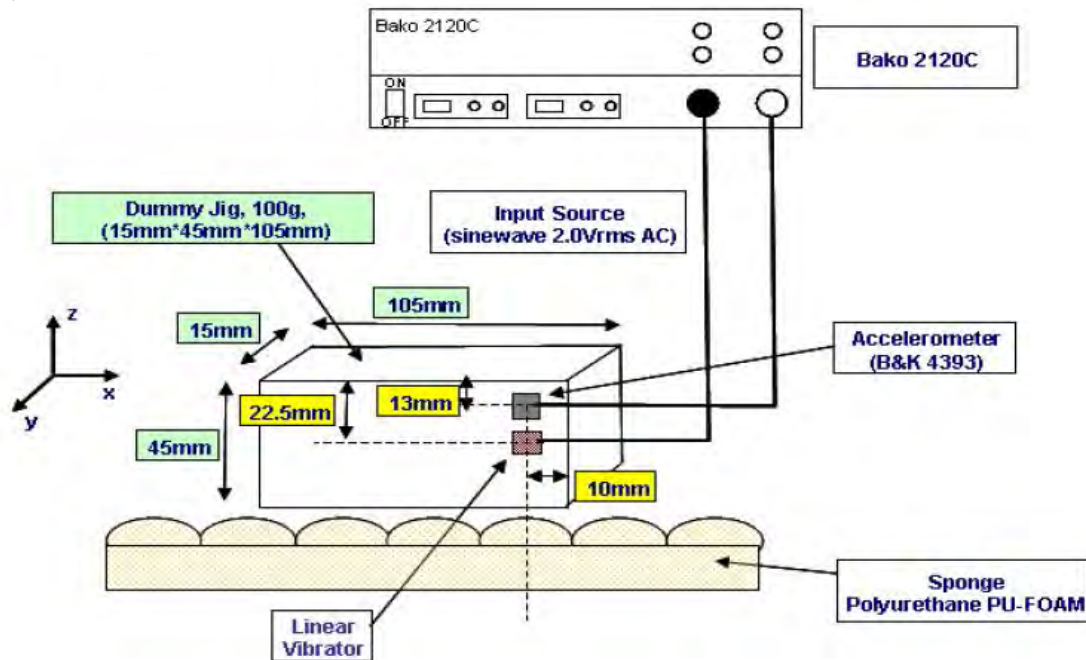 Bako 2120C
Bako 2120C
ON
OFF
Dummy Jig, 100g,
(15mm*45mm*105mm)
Input Source
(sinewave 2.0Vrms AC)
z
x
y
15mm
105mm
Accelerometer
(B&K 4393)
13mm
22.5mm
45mm
10mm
Sponge
Polyurethane PU-FOAM
Linear
Vibrator